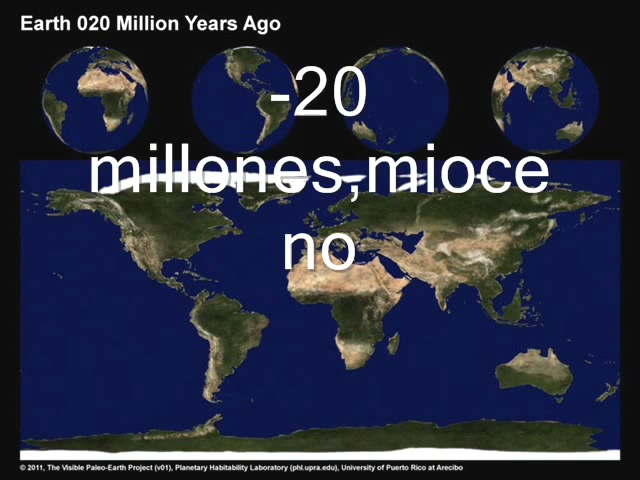 Earth 020 Million Years Ago
-20
millones,mioce
no
© 2011, The Visible Paleo-Earth Project (v01), Planetary Habitability Laboratory (phl.upra.edu), University of Puerto Rico at Arecibo